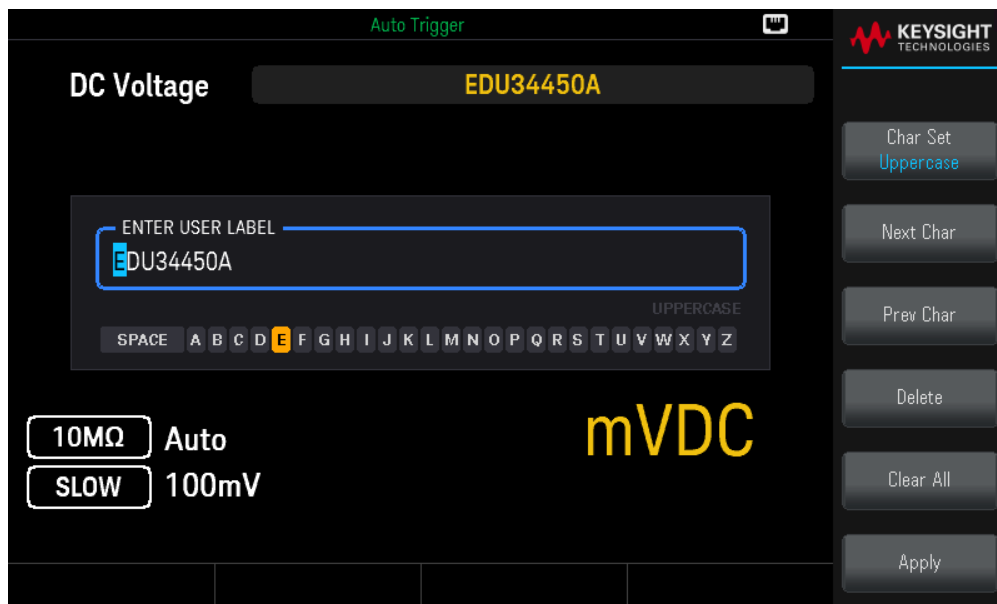 Auto Trigger
KEYSIGHT
TECHNOLOGIES
DC Voltage
EDU34450A
Char Set
Uppercase
ENTER USER LABEL
EDU34450A
Next Char
UPPERCASE
Prev Char
SPACE A B C D E F G H I J K L M N O P Q R S T U V W X Y Z
Delete
10MΩ Auto
mVDC
SLOW 100mV
Clear All
Apply